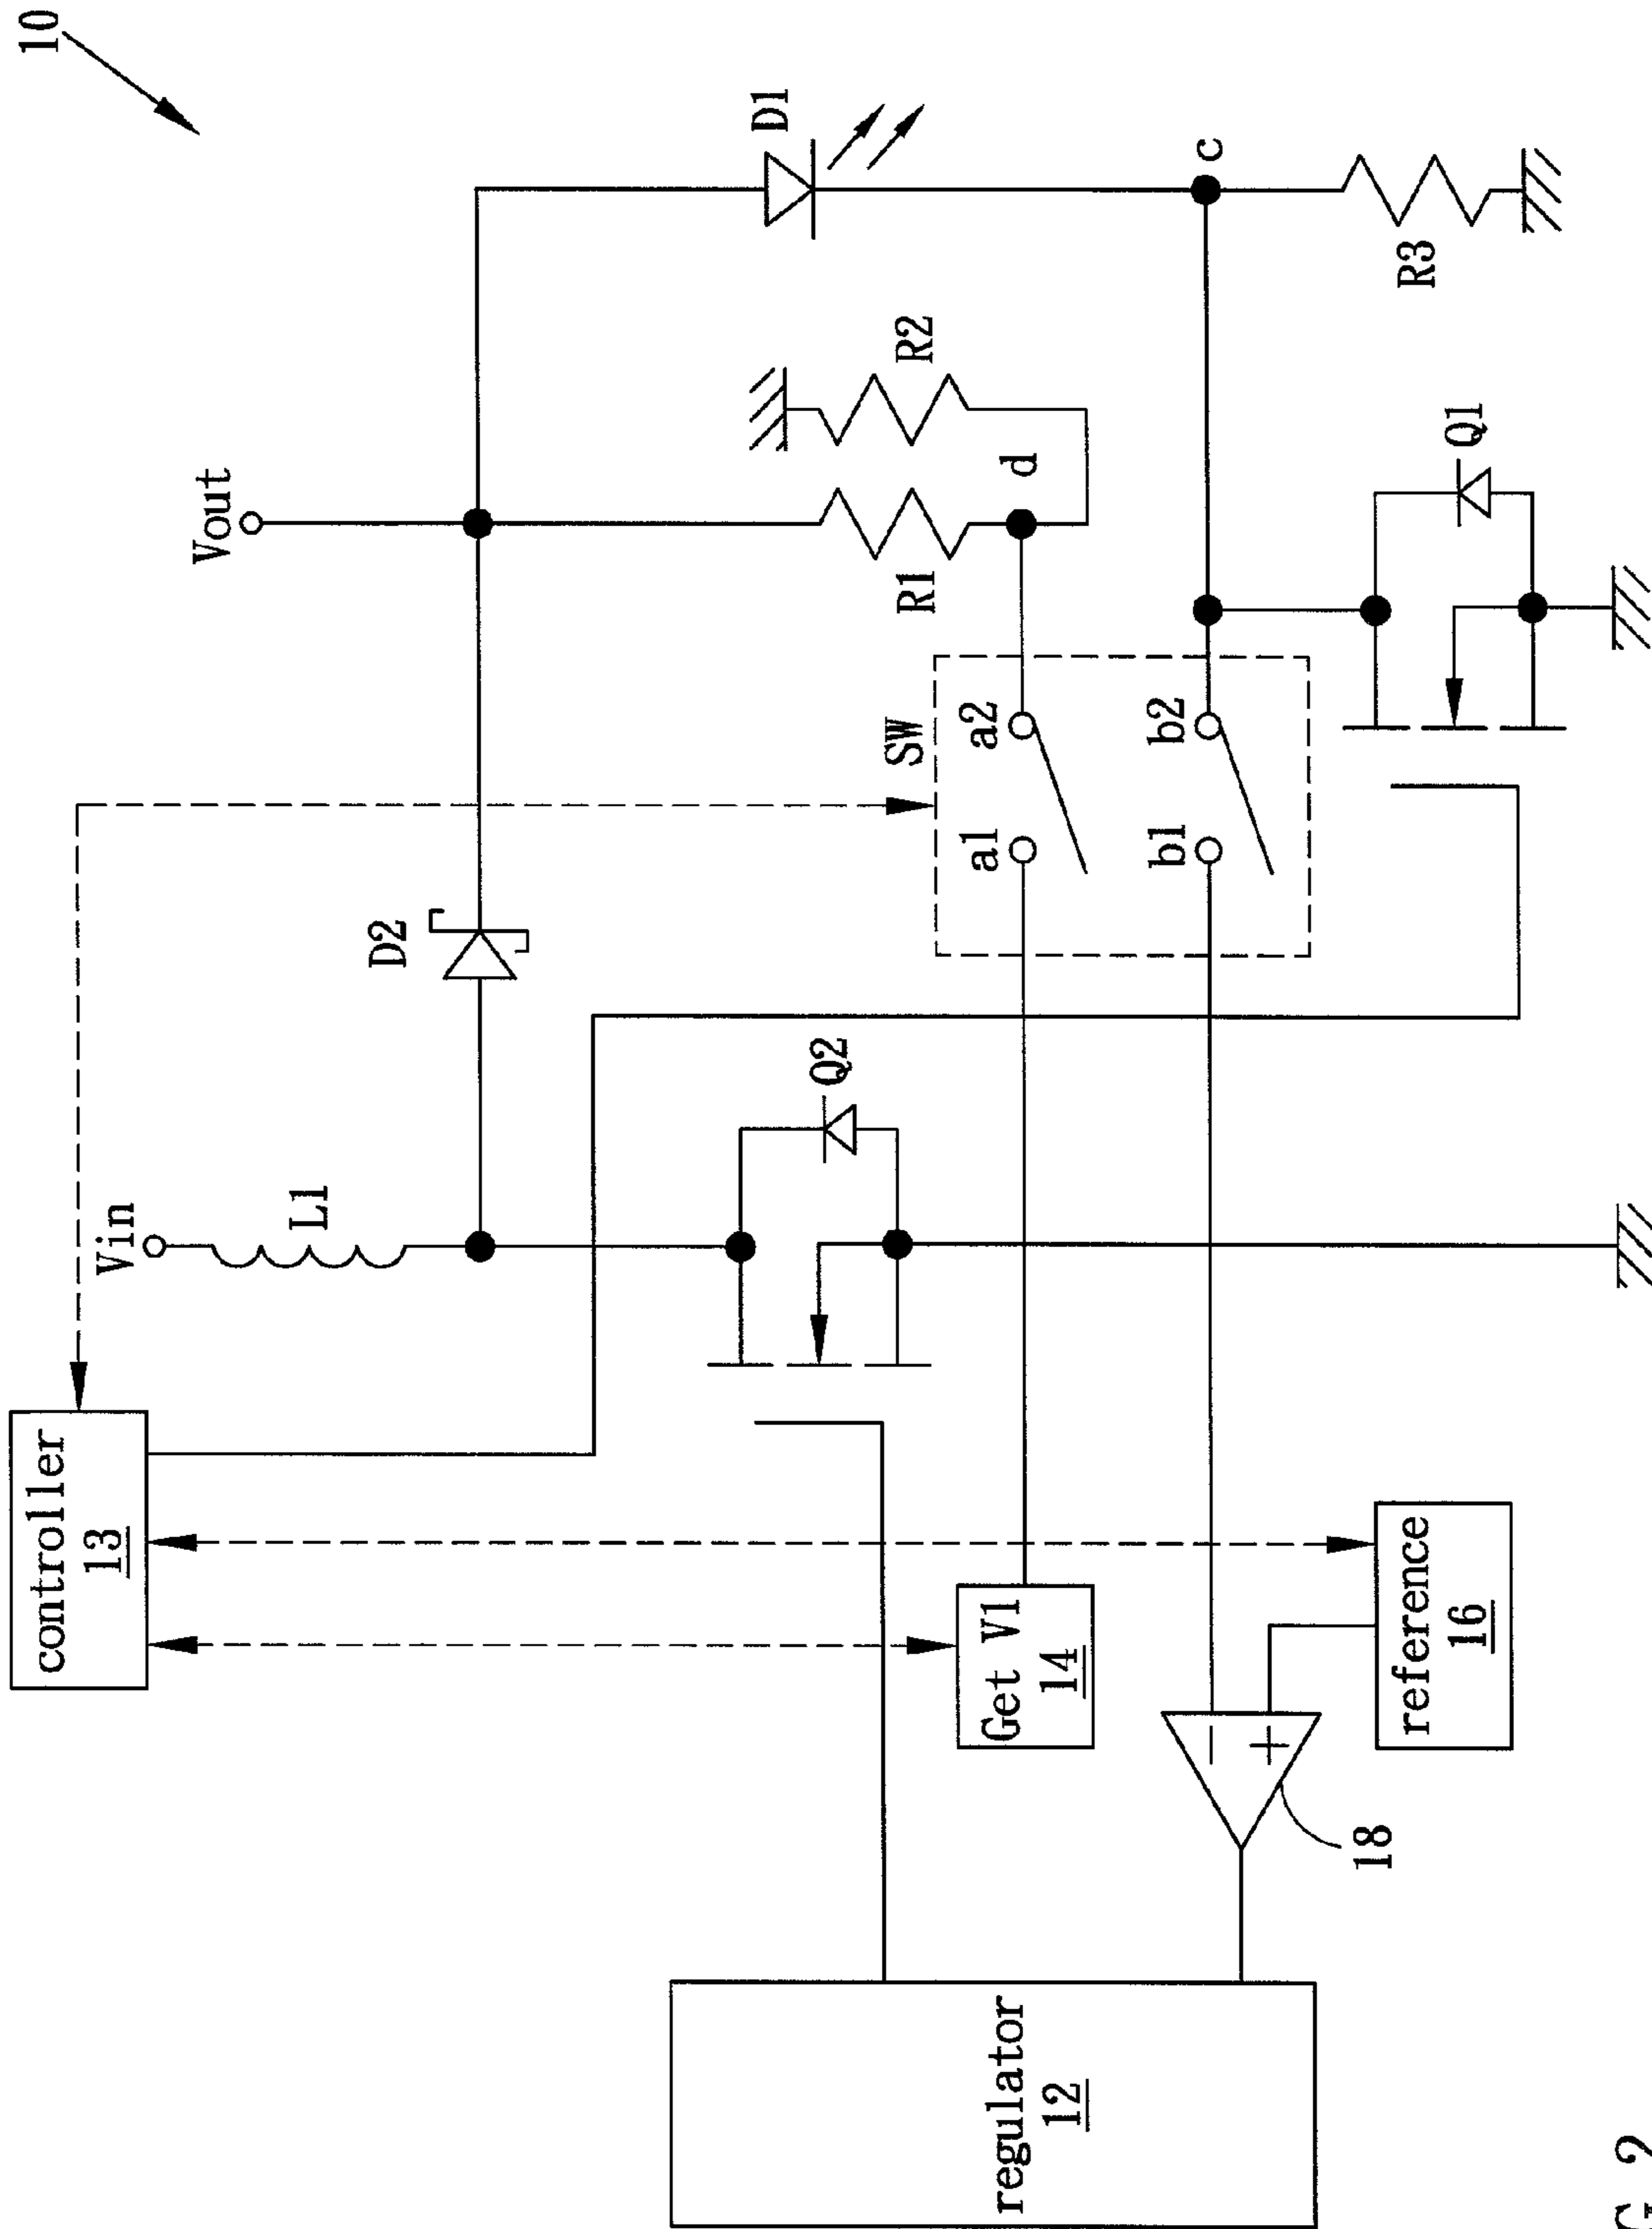 10
controller
13
Vin
L1
D2
Vout
D1
R1
R2
d
c
R3
SW
a1
a2
b1
b2
Q1
Q2
Get V1
14
reference
16
18
regulator
12